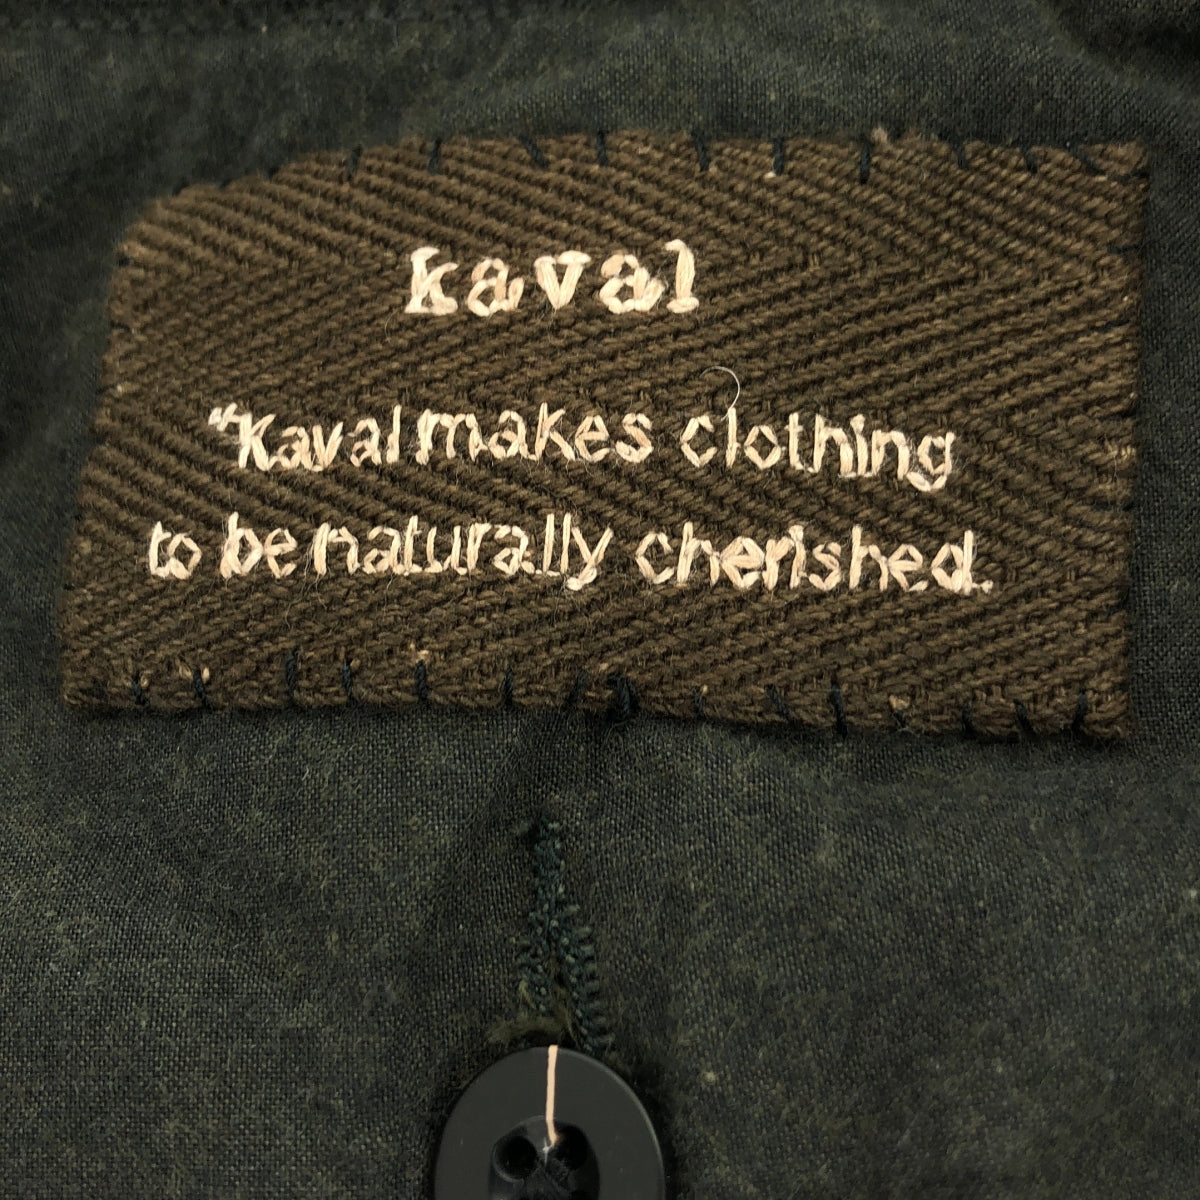 kaval
"Kaval makes clothing
to be naturally cherished.